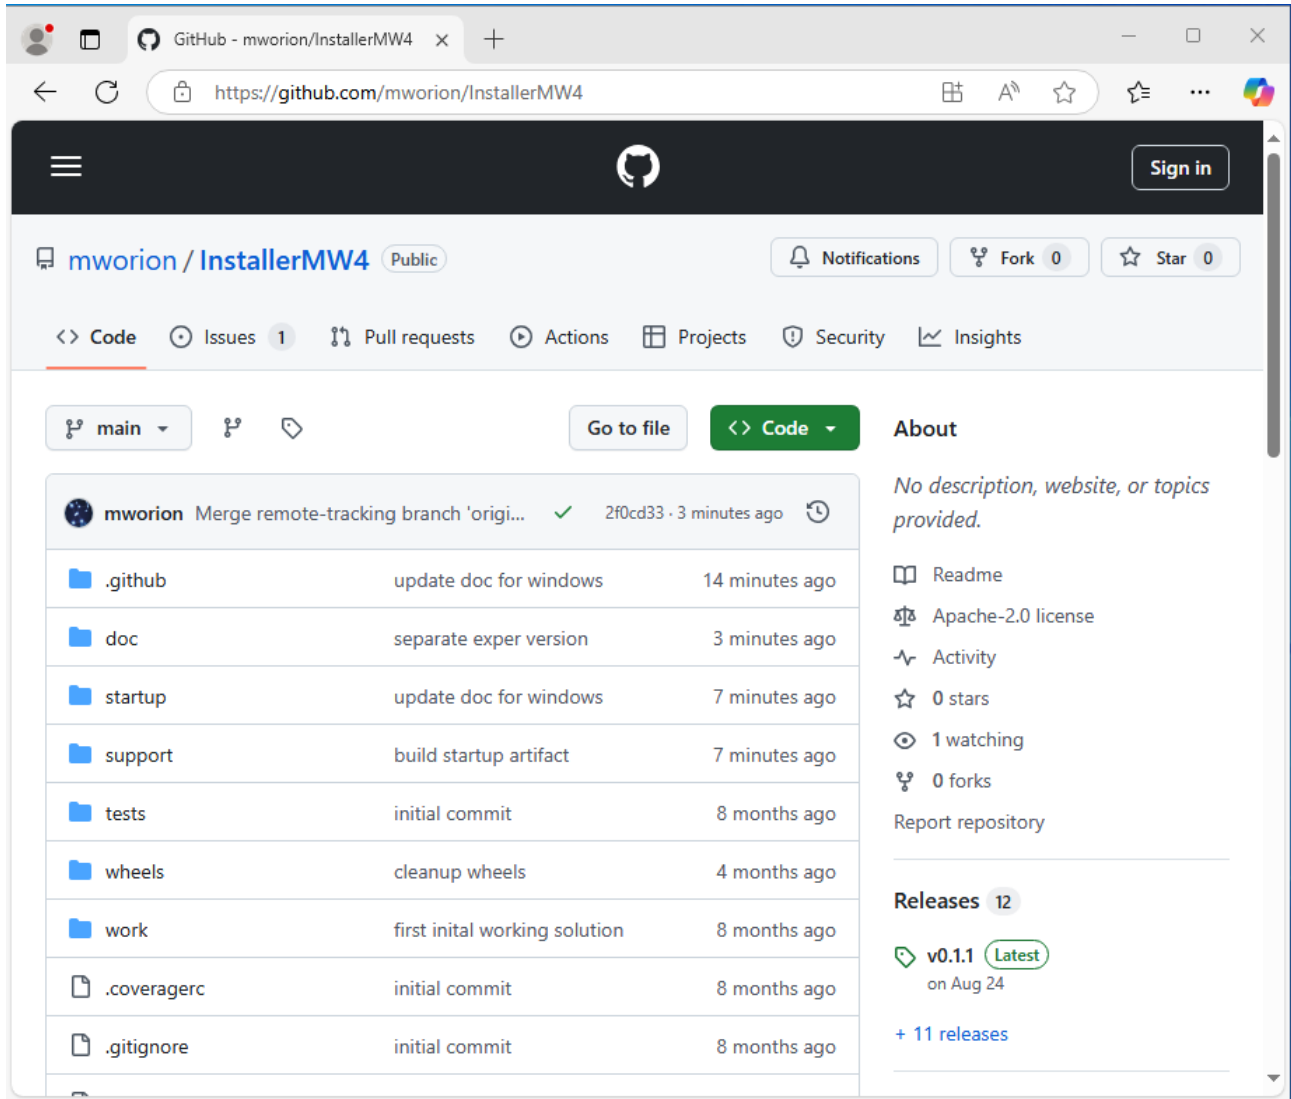 GitHub - mworion/InstallerMW4
https://github.com/mworion/InstallerMW4
Sign in
mworion / InstallerMW4 Public
Notifications Fork 0 Star 0
Code Issues 1 Pull requests Actions Projects Security Insights
main Go to file Code
mworion Merge remote-tracking branch 'origi... 2f0cd33 · 3 minutes ago
.github update doc for windows 14 minutes ago
doc separate exper version 3 minutes ago
startup update doc for windows 7 minutes ago
support build startup artifact 7 minutes ago
tests initial commit 8 months ago
wheels cleanup wheels 4 months ago
work first inital working solution 8 months ago
.coveragerc initial commit 8 months ago
.gitignore initial commit 8 months ago
About
No description, website, or topics
provided.
Readme
Apache-2.0 license
Activity
0 stars
1 watching
0 forks
Report repository
Releases 12
v0.1.1 Latest
on Aug 24
+ 11 releases